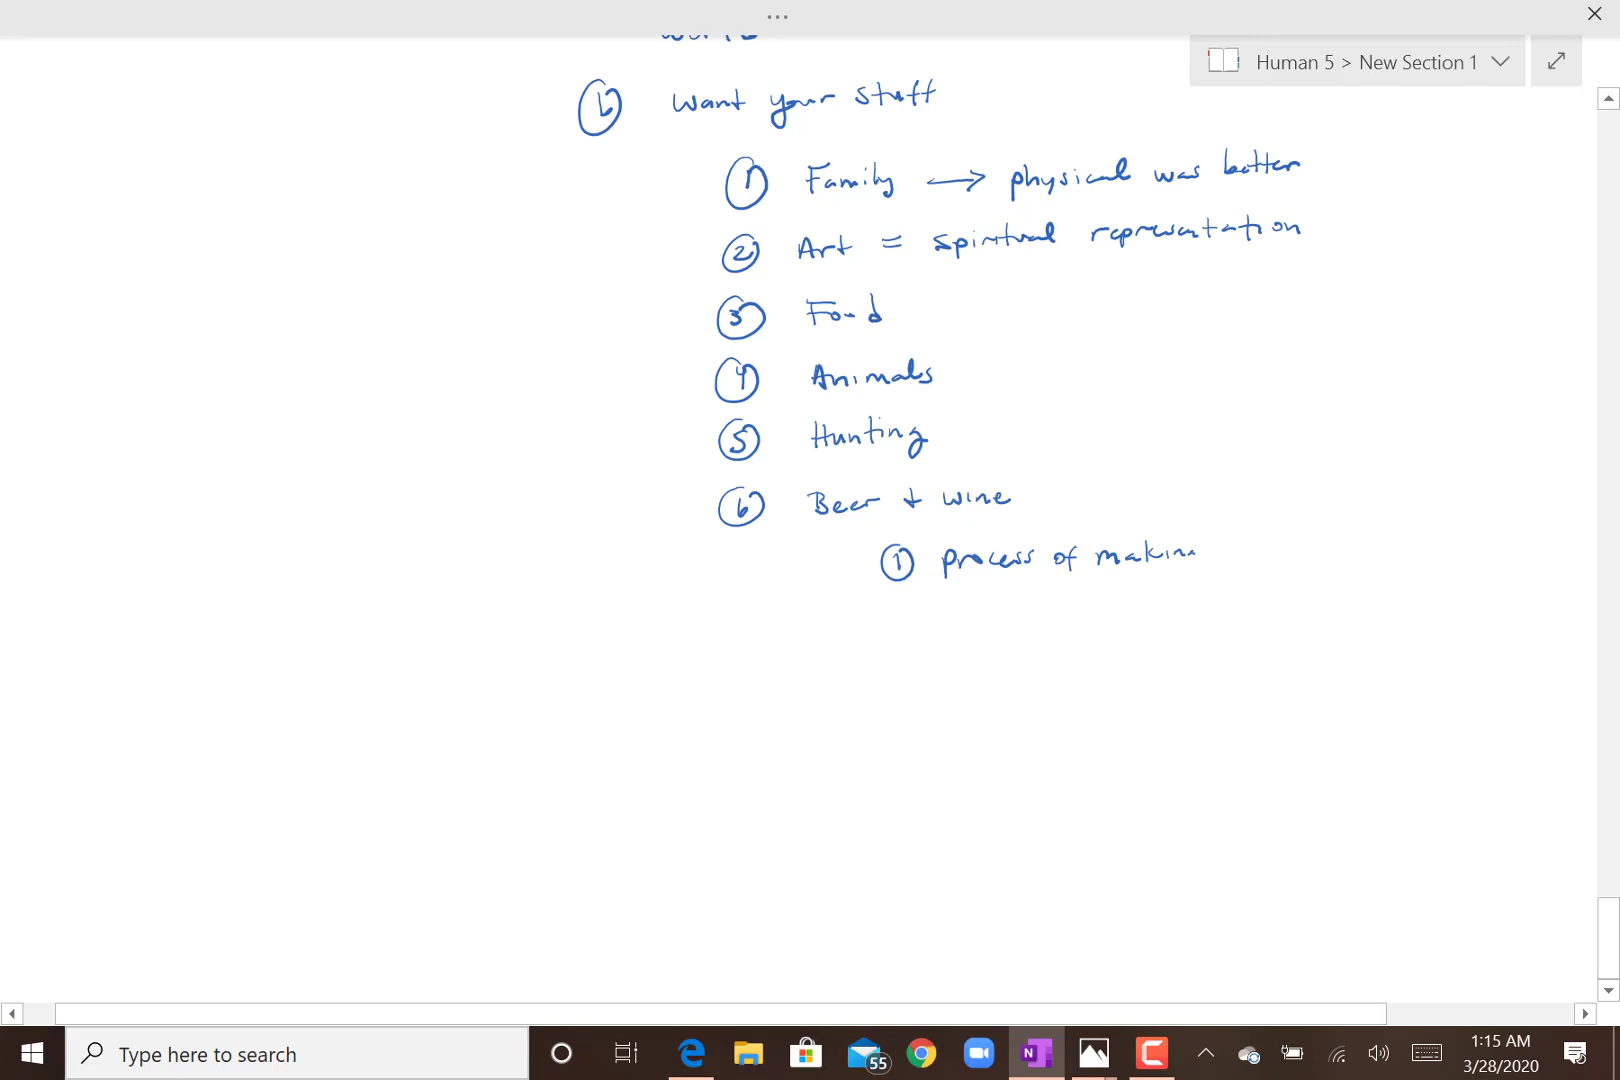 Human 5 > New Section 1
⑥ want your stuff
① Family → physical was better
② Art = spiritual representation
③ Food
④ Animals
⑤ Hunting
⑥ Beer + wine
① process of making
Type here to search
55
1:15 AM
3/28/2020